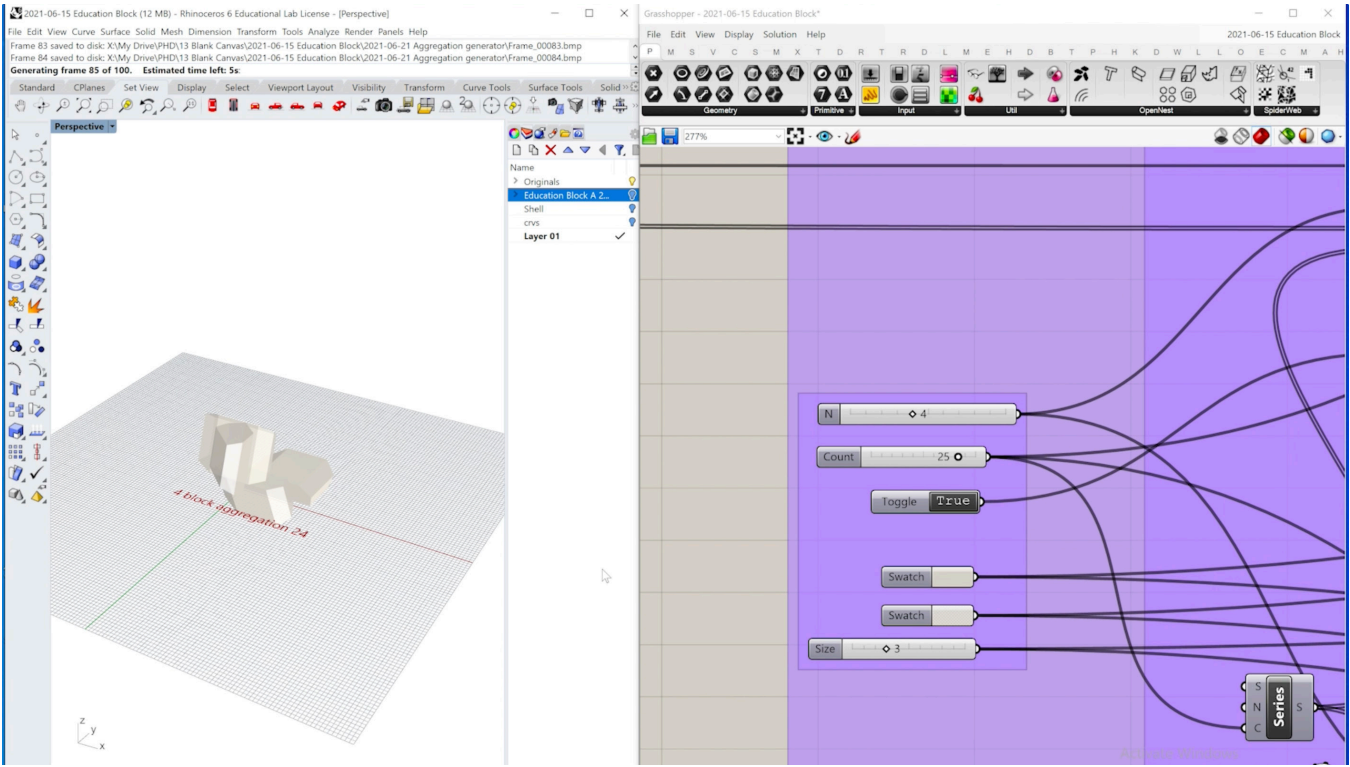 2021-06-15 Education Block (12 MB) - Rhinoceros 6 Educational Lab License - [Perspective]
File Edit View Curve Surface Solid Mesh Dimension Transform Tools Analyze Render Panels Help
Frame 83 saved to disk: X:\My Drive\PHD\13 Blank Canvas\2021-06-15 Education Block\2021-06-21 Aggregation generator\Frame_00083.bmp
Frame 84 saved to disk: X:\My Drive\PHD\13 Blank Canvas\2021-06-15 Education Block\2021-06-21 Aggregation generator\Frame_00084.bmp
Generating frame 85 of 100. Estimated time left: 5s:
Standard CPlanes Set View Display Select Viewport Layout Visibility Transform Curve Tools Surface Tools Solid
Perspective
Name
Originals
Education Block A 2...
Shell
crvs
Layer 01
4 block aggregation 24
z
y
x
Grasshopper - 2021-06-15 Education Block*
File Edit View Display Solution Help
2021-06-15 Education Block
P M S V C S M X T D R T R D L M E H D B T P H K D W L L O E C M A H
Geometry Primitive Input Util OpenNest SpiderWeb
277%
N 4
Count 25
Toggle True
Swatch
Swatch
Size 3
S
N
C
Series
S